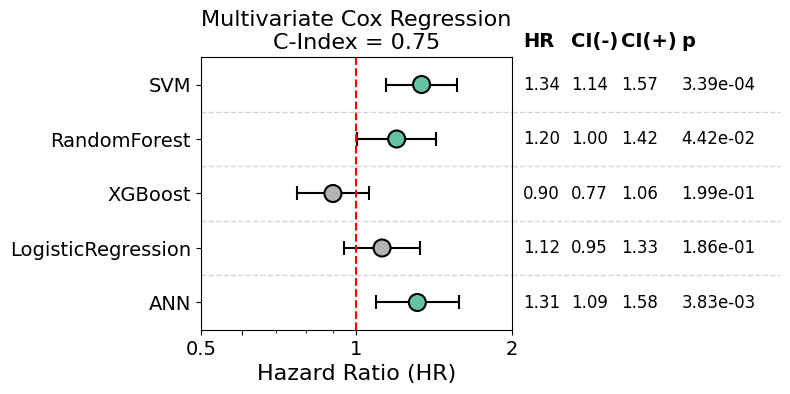 Multivariate Cox Regression
C-Index = 0.75
HR CI(-) CI(+) p
SVM 1.34 1.14 1.57 3.39e-04
RandomForest 1.20 1.00 1.42 4.42e-02
XGBoost 0.90 0.77 1.06 1.99e-01
LogisticRegression 1.12 0.95 1.33 1.86e-01
ANN 1.31 1.09 1.58 3.83e-03
0.5 1 2
Hazard Ratio (HR)